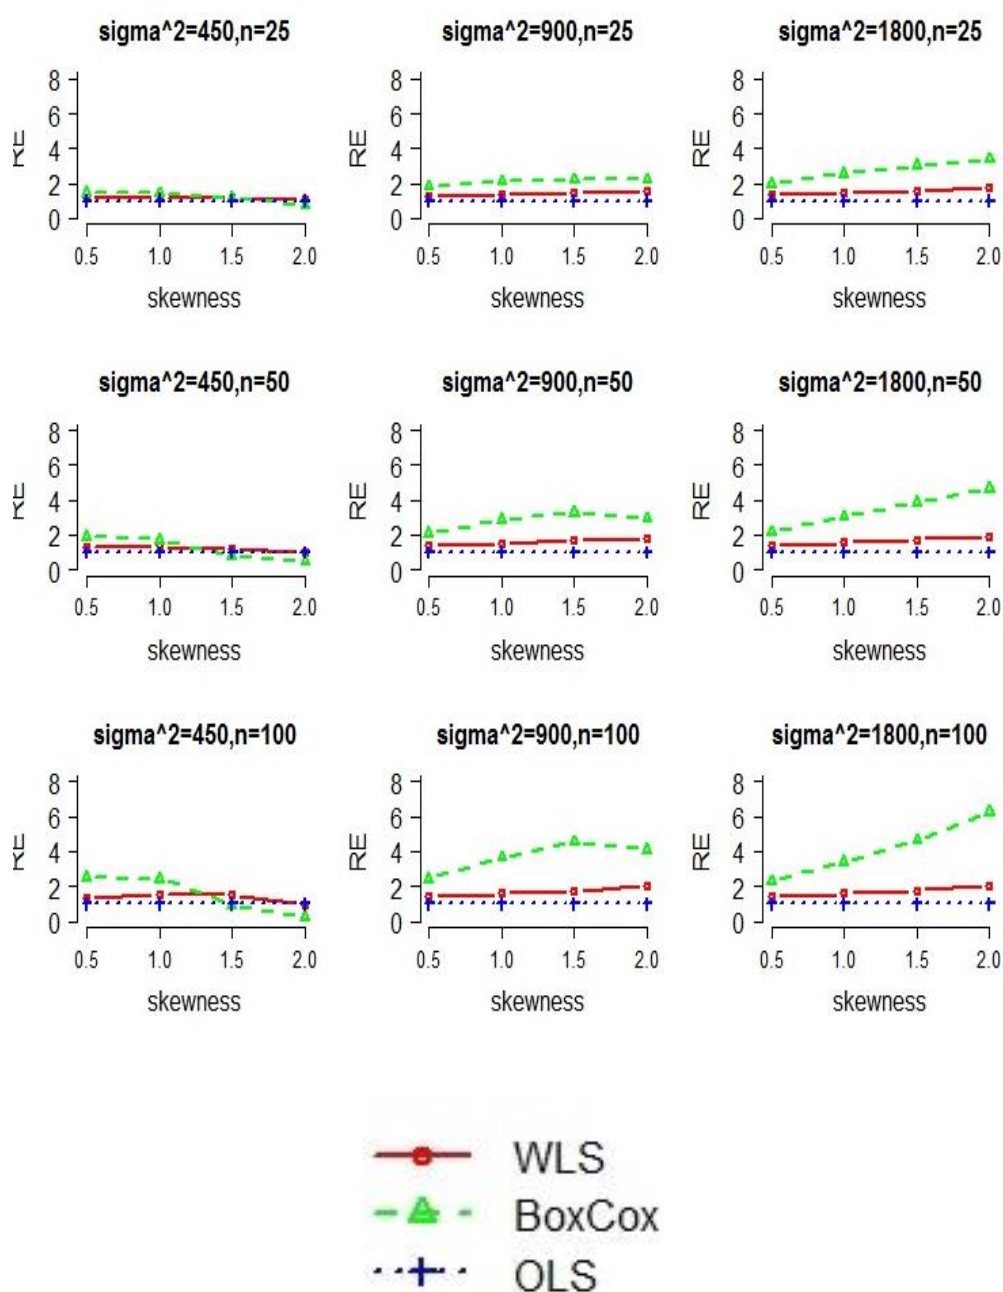 sigma^2=450,n=25 sigma^2=900,n=25 sigma^2=1800,n=25
8 8 8
6 6 6
RE 4 RE 4 RE 4
2 2 2
0 0 0
0.5 1.0 1.5 2.0 0.5 1.0 1.5 2.0 0.5 1.0 1.5 2.0
skewness skewness skewness
sigma^2=450,n=50 sigma^2=900,n=50 sigma^2=1800,n=50
8 8 8
6 6 6
RE 4 RE 4 RE 4
2 2 2
0 0 0
0.5 1.0 1.5 2.0 0.5 1.0 1.5 2.0 0.5 1.0 1.5 2.0
skewness skewness skewness
sigma^2=450,n=100 sigma^2=900,n=100 sigma^2=1800,n=100
8 8 8
6 6 6
RE 4 RE 4 RE 4
2 2 2
0 0 0
0.5 1.0 1.5 2.0 0.5 1.0 1.5 2.0 0.5 1.0 1.5 2.0
skewness skewness skewness
WLS
BoxCox
OLS